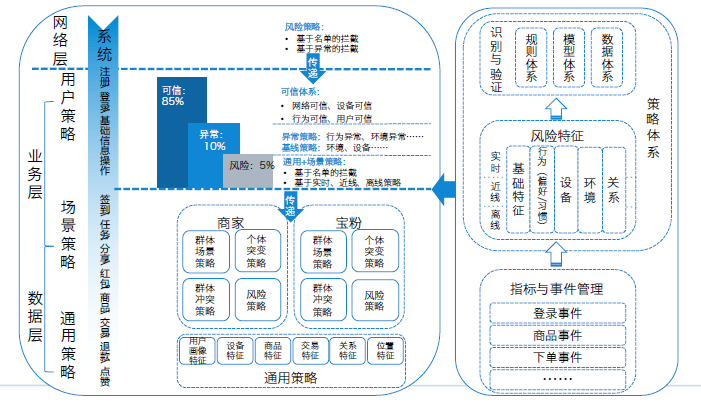 网络层
用户策略
业务层
场景策略
数据层
通用策略
系统
注册 登录 基础信息操作
签到 任务 分享 红包 商品 交易 退款 点赞
风险策略：
• 基于名单的拦截
• 基于异常的拦截
传递
可信：
85%
异常：
10%
风险：5%
可信体系：
• 网络可信、设备可信
• 行为可信、用户可信
异常策略：行为异常、环境异常……
基线策略：环境、设备……
通用+场景策略：
• 基于名单的拦截
• 基于实时、近线、离线策略
传递
商家
群体场景策略
个体突变策略
群体冲突策略
风险策略
宝粉
群体场景策略
个体突变策略
群体冲突策略
风险策略
用户画像特征
设备特征
商品特征
交易特征
关系特征
位置特征
通用策略
识别与验证
规则体系
模型体系
数据体系
策略体系
风险特征
实时
近线
离线
基础特征
行为（偏好/习惯）
设备
环境
关系
指标与事件管理
登录事件
商品事件
下单事件
……